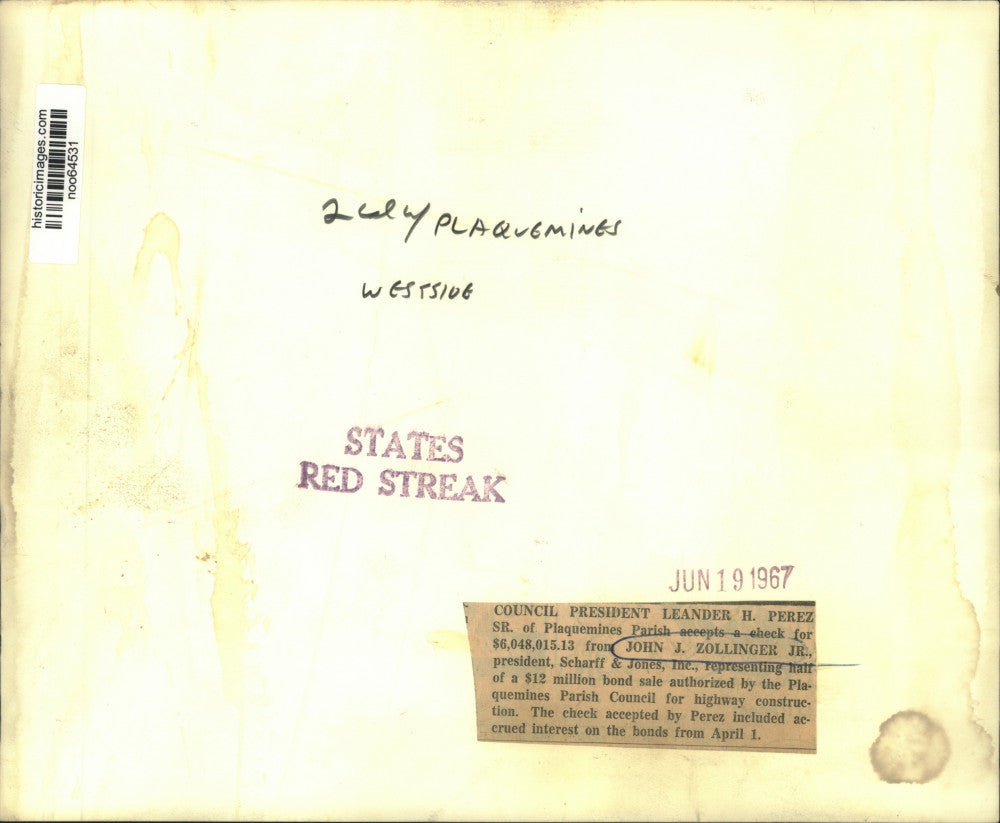 historicimages.com
noo64531
PLAQUEMINES
WESTSIDE
STATES
RED STREAK
JUN 19 1967
COUNCIL PRESIDENT LEANDER H. PEREZ
SR. of Plaquemines Parish accepts a check for
$6,048,015.13 from JOHN J. ZOLLINGER JR.,
president, Scharff & Jones, Inc., representing half
of a $12 million bond sale authorized by the Pla-
quemines Parish Council for highway construc-
tion. The check accepted by Perez included ac-
crued interest on the bonds from April 1.